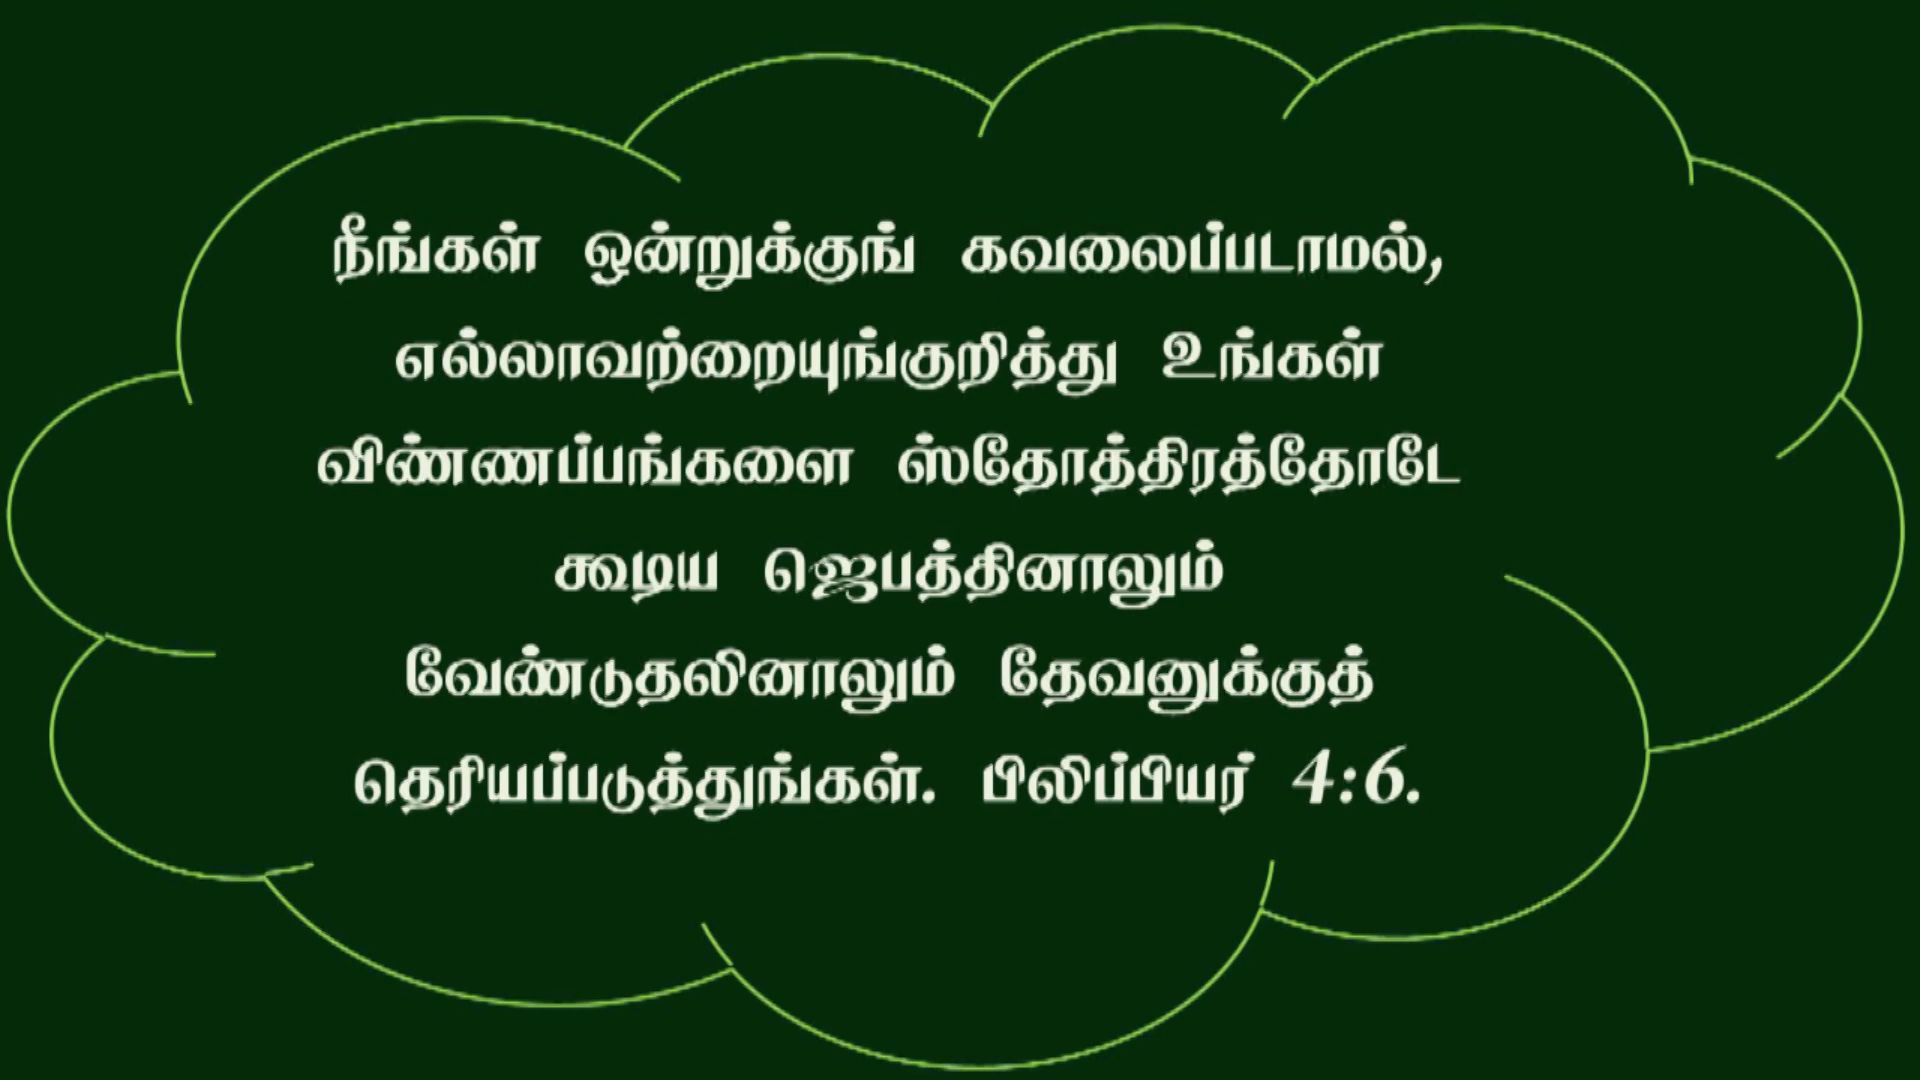 நீங்கள் ஒன்றுக்குங் கவலைப்படாமல்,
எல்லாவற்றையுங்குறித்து உங்கள்
விண்ணப்பங்களை ஸ்தோத்திரத்தோடே
கூடிய ஜெபத்தினாலும்
வேண்டுதலினாலும் தேவனுக்குத்
தெரியப்படுத்துங்கள். பிலிப்பியர் 4:6.